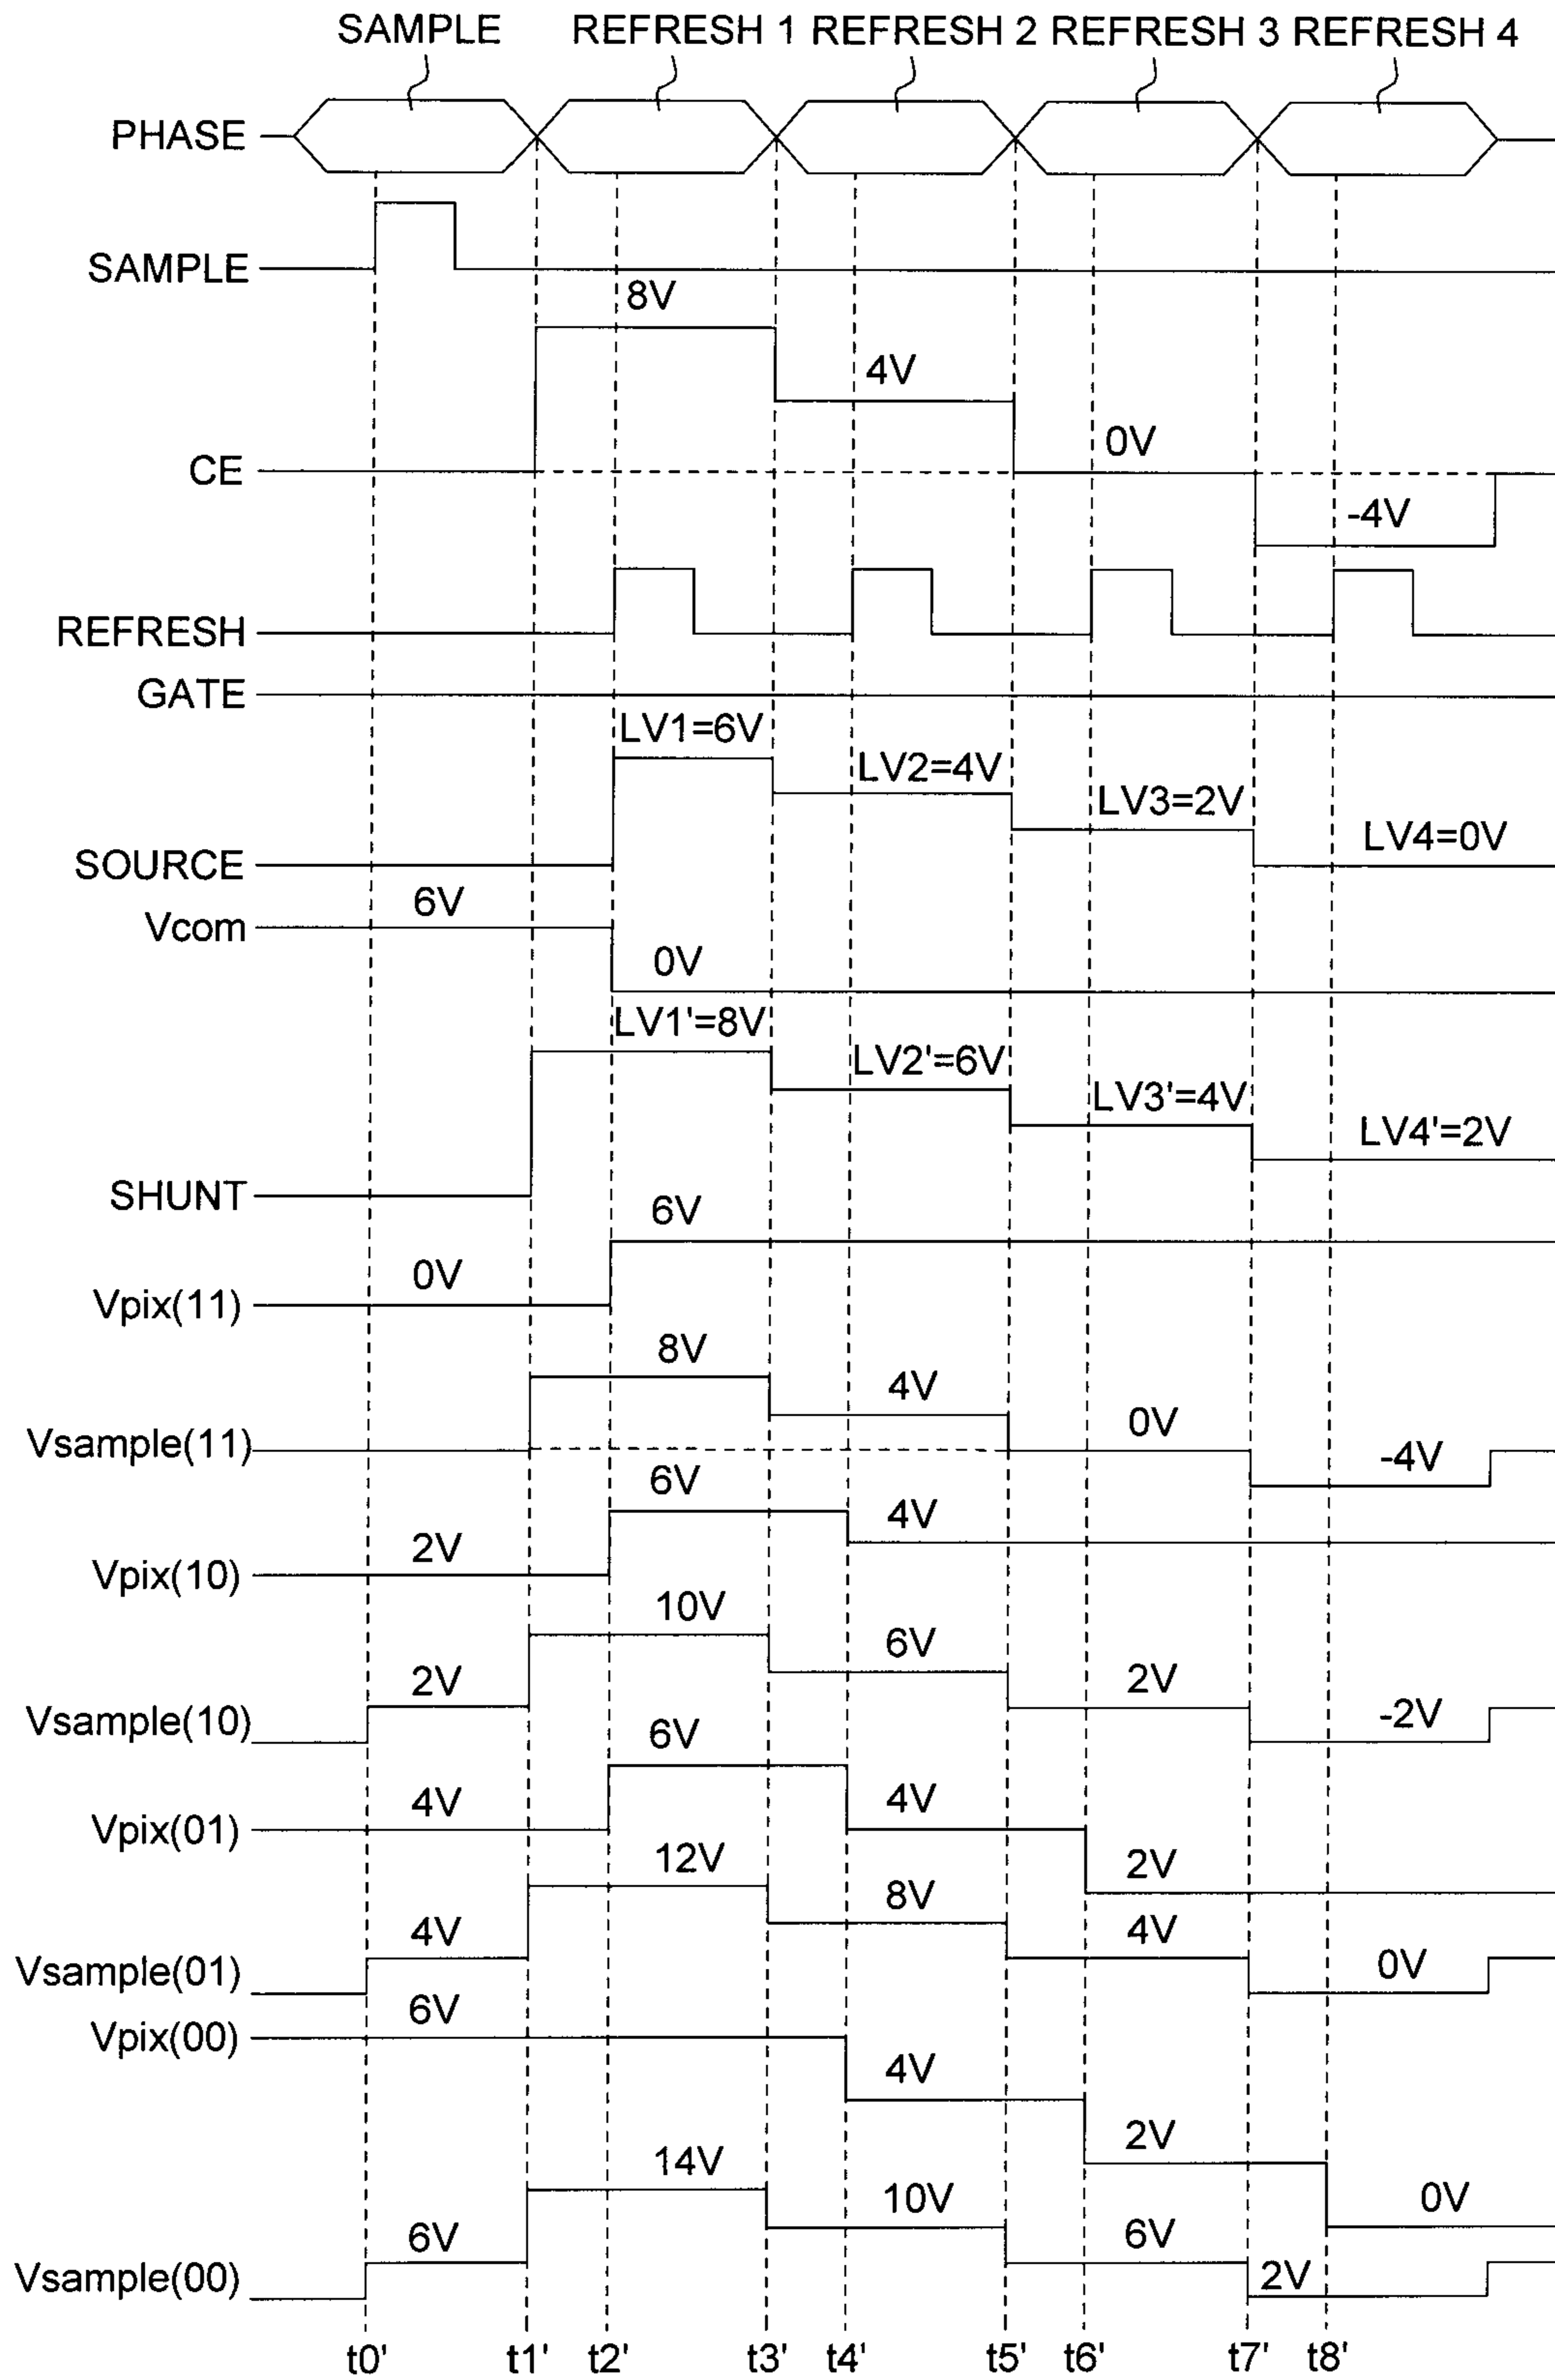 SAMPLE REFRESH 1 REFRESH 2 REFRESH 3 REFRESH 4
PHASE
SAMPLE
8V
4V
CE 0V
-4V
REFRESH
GATE
LV1=6V
LV2=4V
LV3=2V
LV4=0V
SOURCE
6V
Vcom
0V
LV1'=8V
LV2'=6V
LV3'=4V
LV4'=2V
SHUNT
6V
0V
Vpix(11)
8V
4V
0V
Vsample(11)
-4V
6V
4V
2V
Vpix(10)
10V
6V
2V 2V
Vsample(10) -2V
6V
4V 4V
Vpix(01)
2V
12V
8V
4V 4V
Vsample(01) 0V
6V
Vpix(00)
4V
2V
14V
10V 0V
6V 6V
Vsample(00) 2V
t0' t1' t2' t3' t4' t5' t6' t7' t8'